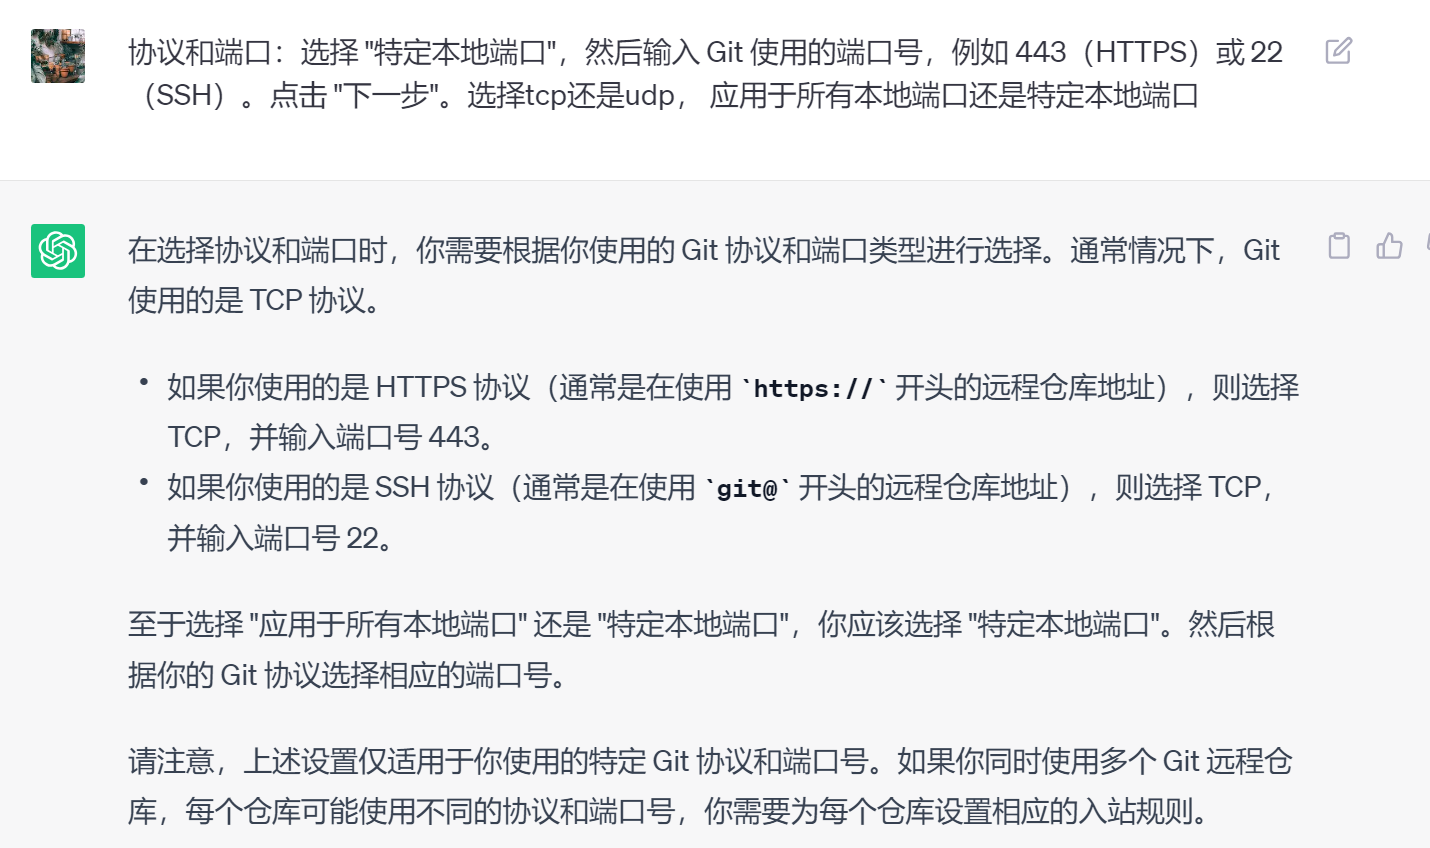 协议和端口：选择 "特定本地端口"，然后输入 Git 使用的端口号，例如 443（HTTPS）或 22
（SSH）。点击 "下一步"。选择tcp还是udp， 应用于所有本地端口还是特定本地端口
在选择协议和端口时，你需要根据你使用的 Git 协议和端口类型进行选择。通常情况下，Git
使用的是 TCP 协议。
• 如果你使用的是 HTTPS 协议（通常是在使用 `https://` 开头的远程仓库地址），则选择
TCP，并输入端口号 443。
• 如果你使用的是 SSH 协议（通常是在使用 `git@` 开头的远程仓库地址），则选择 TCP，
并输入端口号 22。
至于选择 "应用于所有本地端口" 还是 "特定本地端口"，你应该选择 "特定本地端口"。然后根
据你的 Git 协议选择相应的端口号。
请注意，上述设置仅适用于你使用的特定 Git 协议和端口号。如果你同时使用多个 Git 远程仓
库，每个仓库可能使用不同的协议和端口号，你需要为每个仓库设置相应的入站规则。